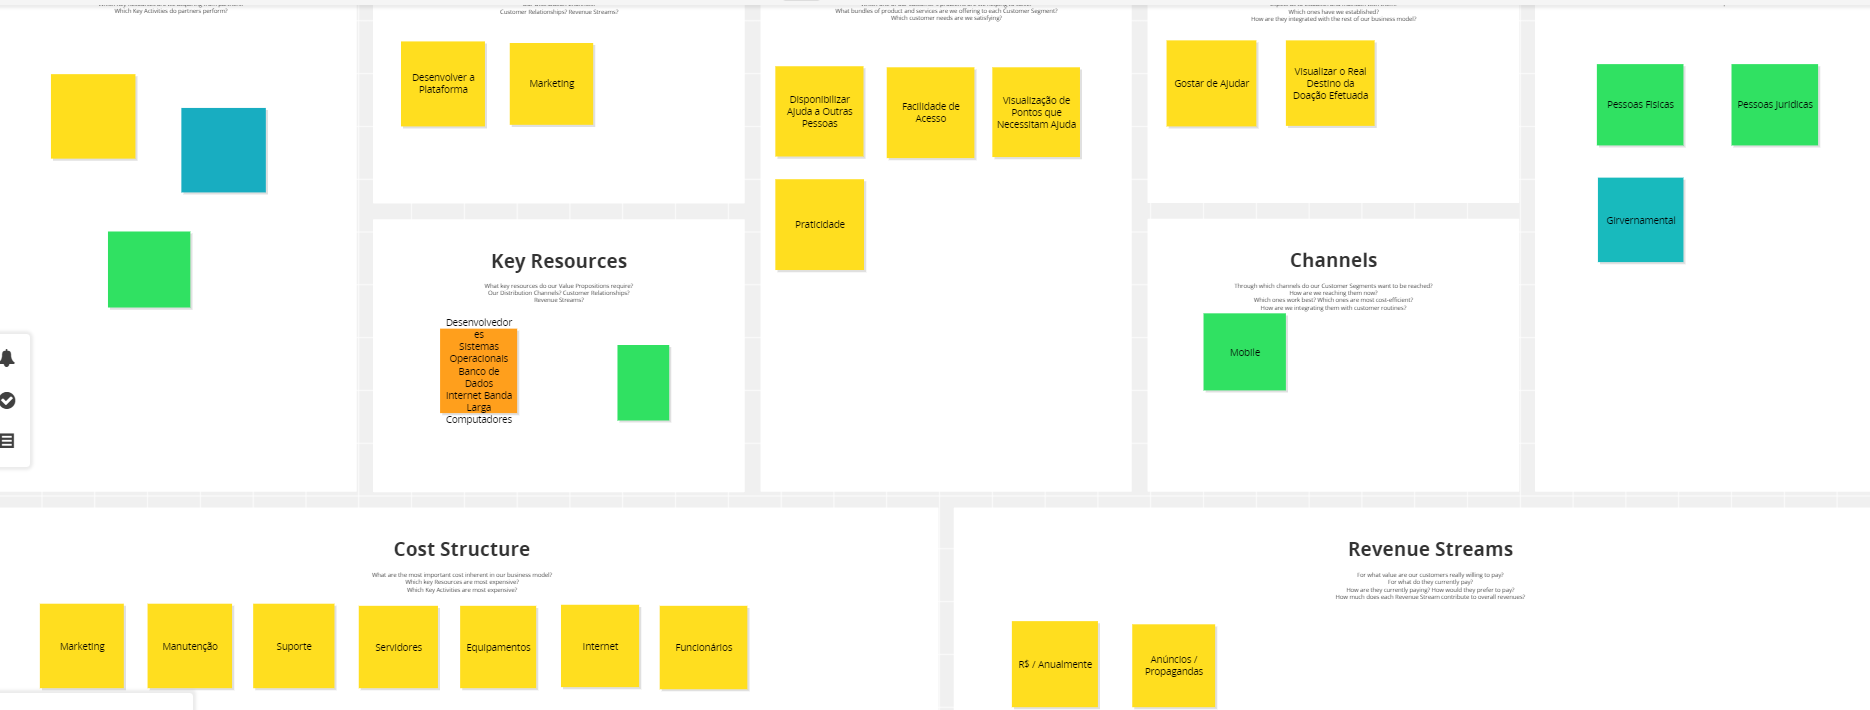 Which Key Activities do partners perform?
Customer Relationships? Revenue Streams?
Desenvolver a
Plataforma
Marketing
What bundles of product and services are we offering to each Customer Segment?
Which customer needs are we satisfying?
Disponibilizar
Ajuda a Outras
Pessoas
Facilidade de
Acesso
Visualização de
Pontos que
Necessitam Ajuda
Praticidade
Which ones have we established?
How are they integrated with the rest of our business model?
Gostar de Ajudar
Visualizar o Real
Destino da
Doação Efetuada
Pessoas Físicas
Pessoas Jurídicas
Girvernamental
Key Resources
What key resources do our Value Propositions require?
Our Distribution Channels? Customer Relationships?
Revenue Streams?
Desenvolvedor
es
Sistemas
Operacionais
Banco de
Dados
Internet Banda
Larga
Computadores
Channels
Through which channels do our Customer Segments want to be reached?
How are we reaching them now?
Which ones work best? Which ones are most cost-efficient?
How are we integrating them with customer routines?
Mobile
Cost Structure
What are the most important cost inherent in our business model?
Which key Resources are most expensive?
Which Key Activities are most expensive?
Marketing
Manutenção
Suporte
Servidores
Equipamentos
Internet
Funcionários
Revenue Streams
For what value are our customers really willing to pay?
For what do they currently pay?
How are they currently paying? How would they prefer to pay?
How much does each Revenue Stream contribute to overall revenues?
R$ / Anualmente
Anúncios /
Propagandas